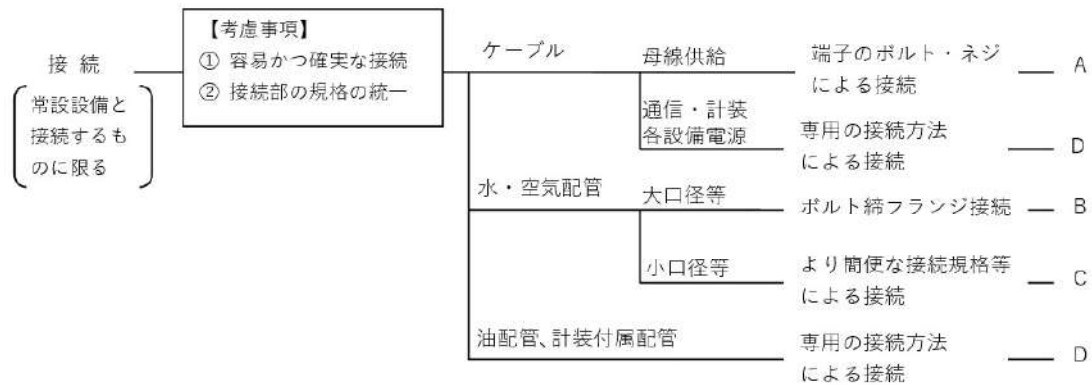 接 続
常設設備と
接続するも
のに限る
【考慮事項】
① 容易かつ確実な接続
② 接続部の規格の統一
ケーブル
母線供給
端子のボルト・ネジ
による接続
A
通信・計装
各設備電源
専用の接続方法
による接続
D
水・空気配管
大口径等
ボルト締フランジ接続
B
小口径等
より簡便な接続規格等
による接続
C
油配管、計装付属配管
専用の接続方法
による接続
D